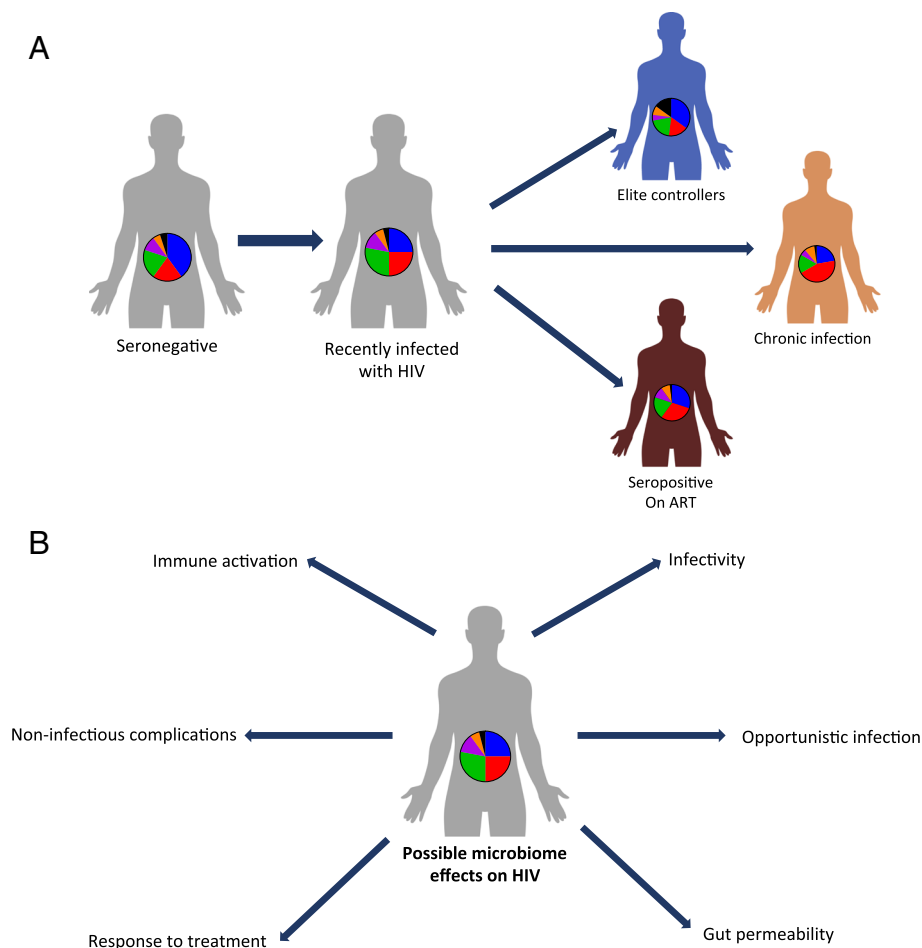 A
Elite controllers
Seronegative
Recently infected
with HIV
Chronic infection
Seropositive
On ART
B
Immune activation
Infectivity
Non-infectious complications
Opportunistic infection
Possible microbiome
effects on HIV
Response to treatment
Gut permeability